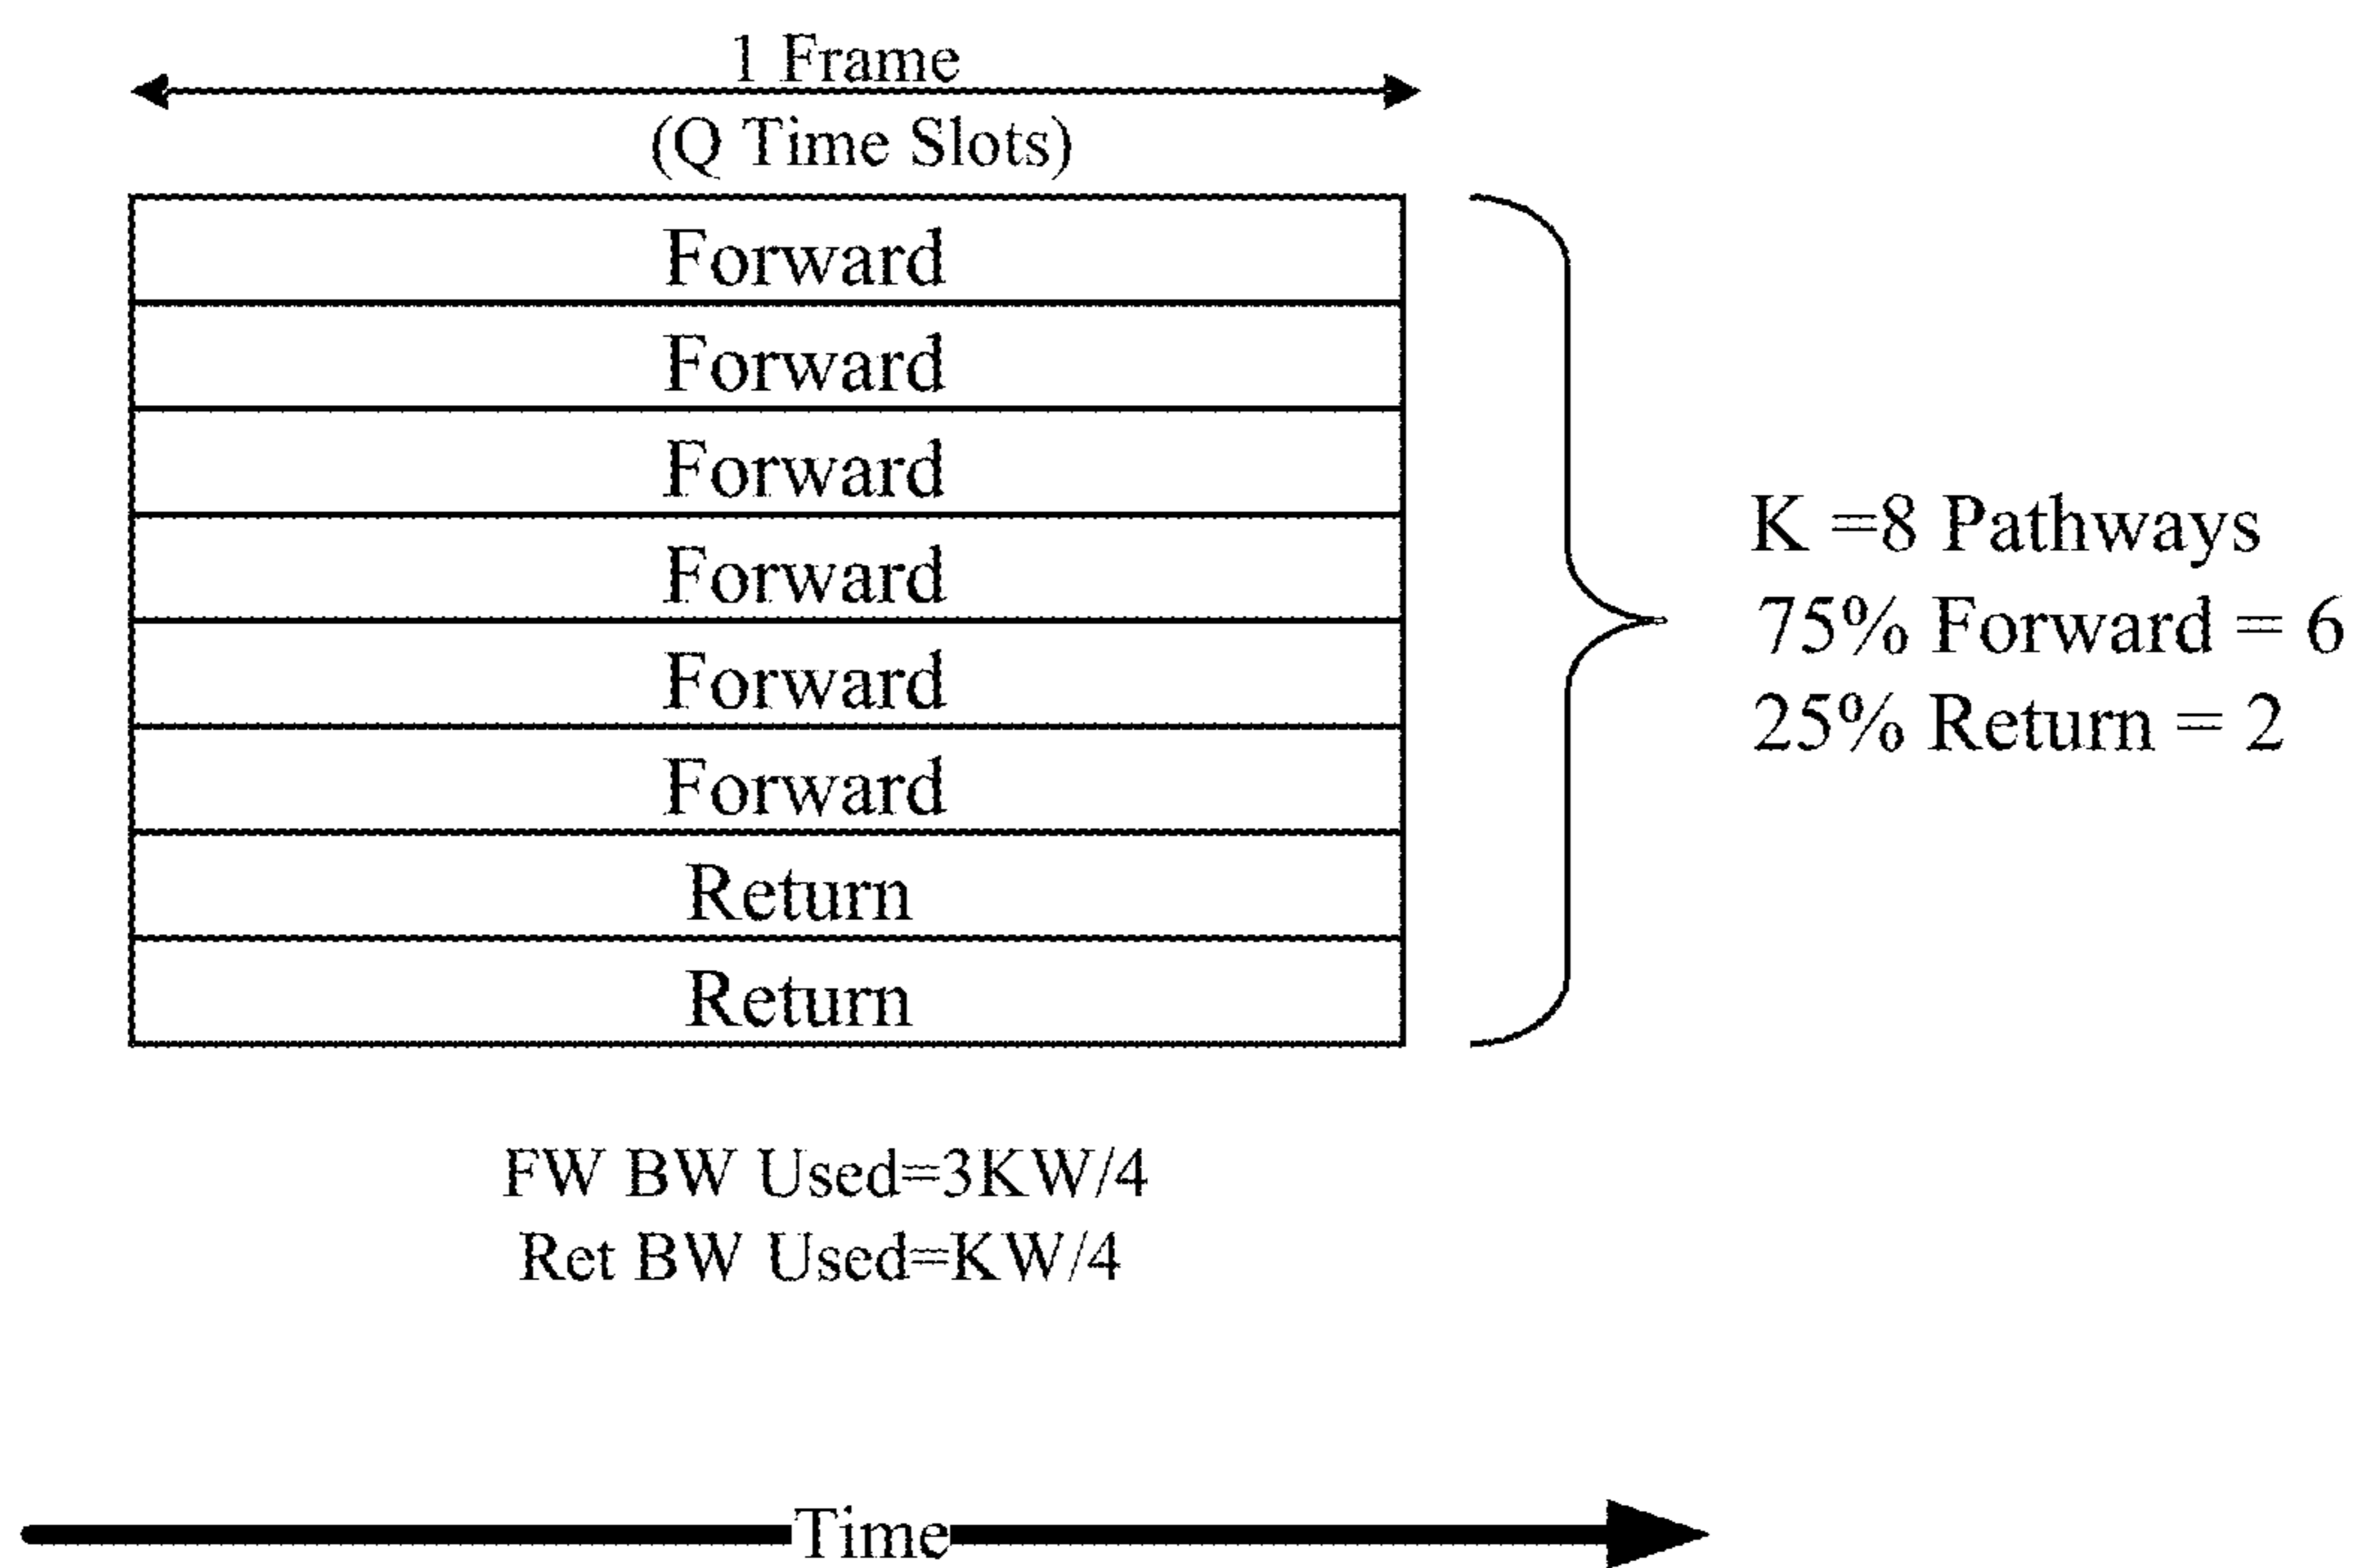 1 Frame
(Q Time Slots)
Forward
Forward
Forward
Forward
Forward
Forward
Return
Return
K =8 Pathways
75% Forward = 6
25% Return = 2
FW BW Used=3KW/4
Ret BW Used=KW/4
Time